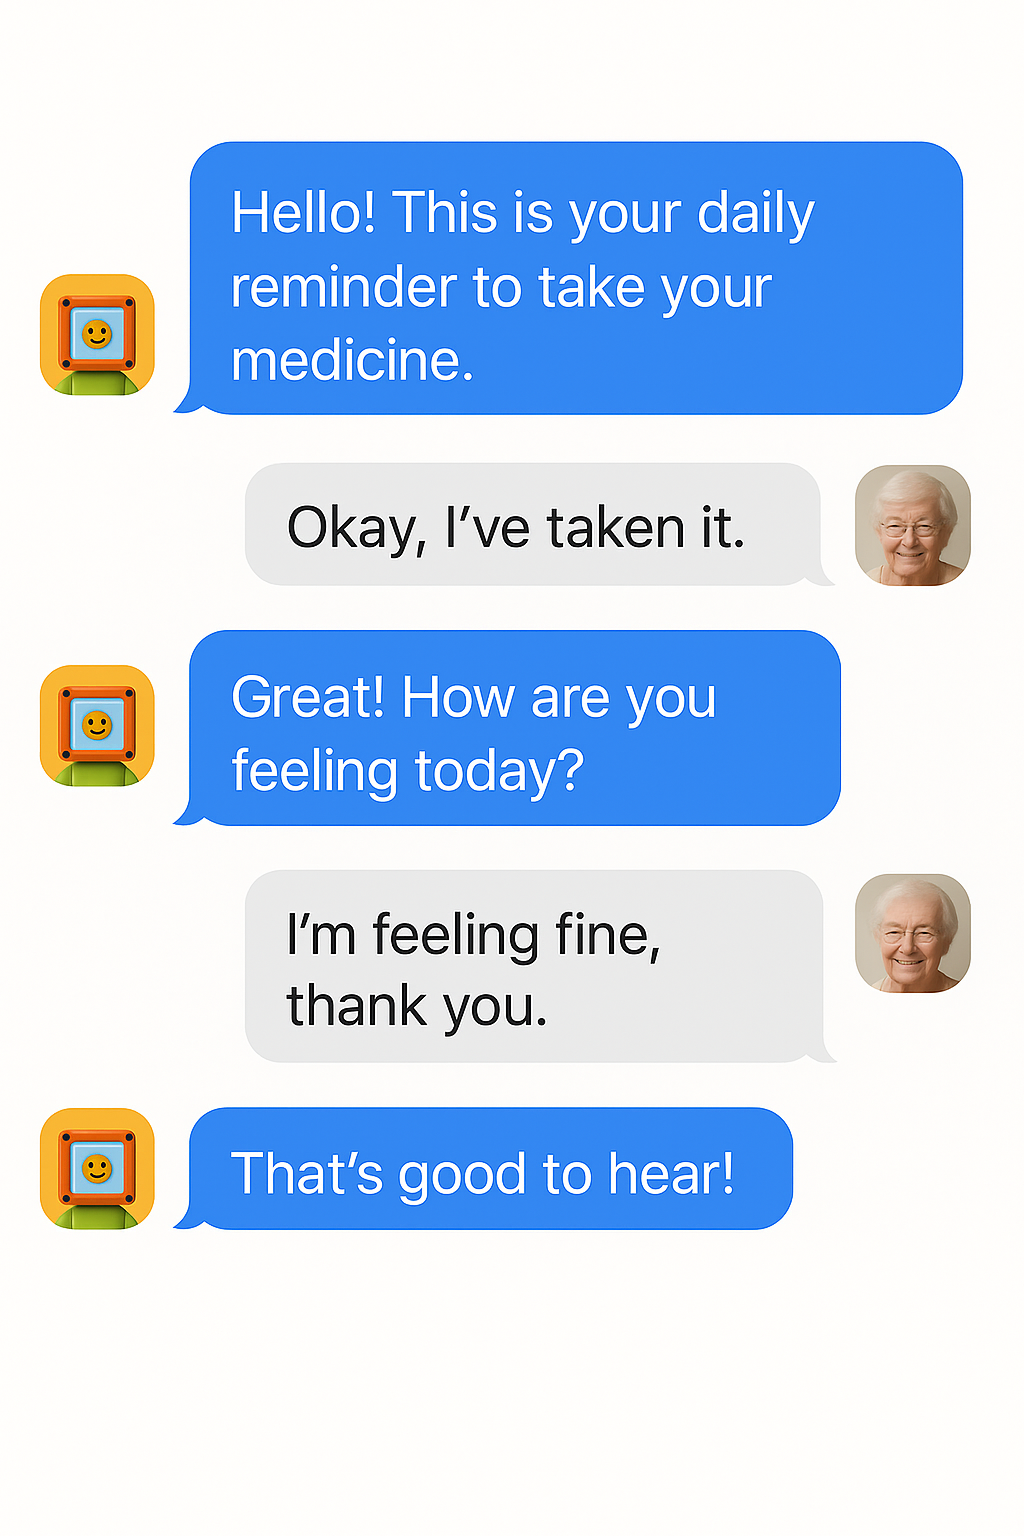 Hello! This is your daily
reminder to take your
medicine.
Okay, I’ve taken it.
Great! How are you
feeling today?
I’m feeling fine,
thank you.
That’s good to hear!